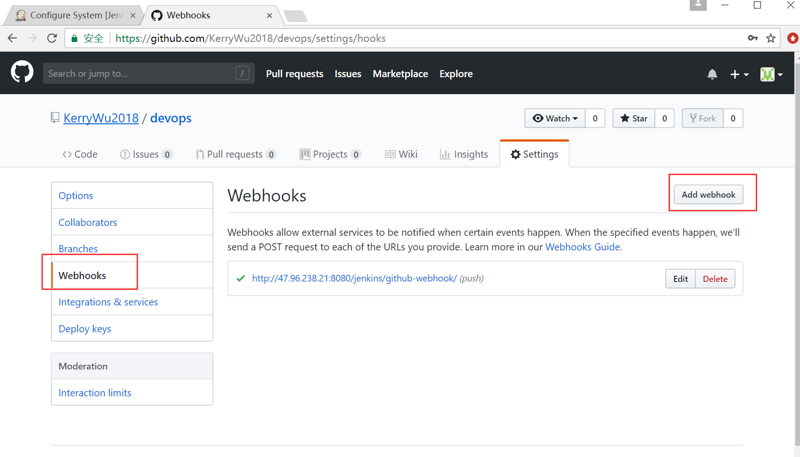 Configure System [Jenl
Webhooks
安全 https://github.com/KerryWu2018/devops/settings/hooks
Search or jump to... /
Pull requests Issues Marketplace Explore
KerryWu2018 / devops
Watch 0 Star 0 Fork 0
Code Issues 0 Pull requests 0 Projects 0 Wiki Insights Settings
Options
Collaborators
Branches
Webhooks
Integrations & services
Deploy keys
Moderation
Interaction limits
Webhooks
Add webhook
Webhooks allow external services to be notified when certain events happen. When the specified events happen, we'll
send a POST request to each of the URLs you provide. Learn more in our Webhooks Guide.
http://47.96.238.21:8080/jenkins/github-webhook/ (push)
Edit Delete